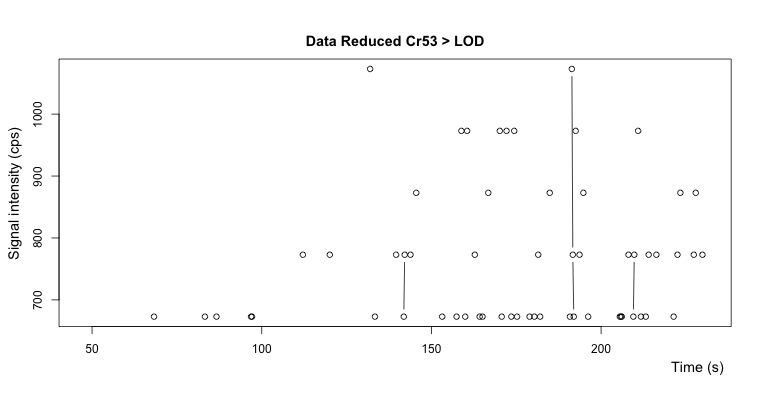 Data Reduced Cr53 > LOD
Signal intensity (cps)
1000
900
800
700
50 100 150 200
Time (s)